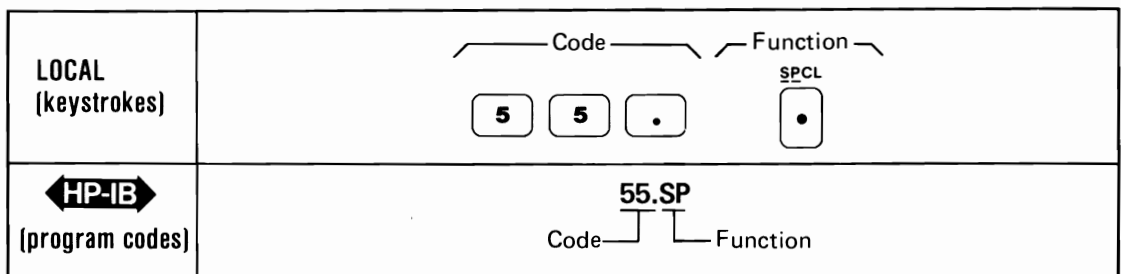 LOCAL
(keystrokes)
Code Function
SPCL
5 5 .
HP-IB
(program codes)
55.SP
Code Function